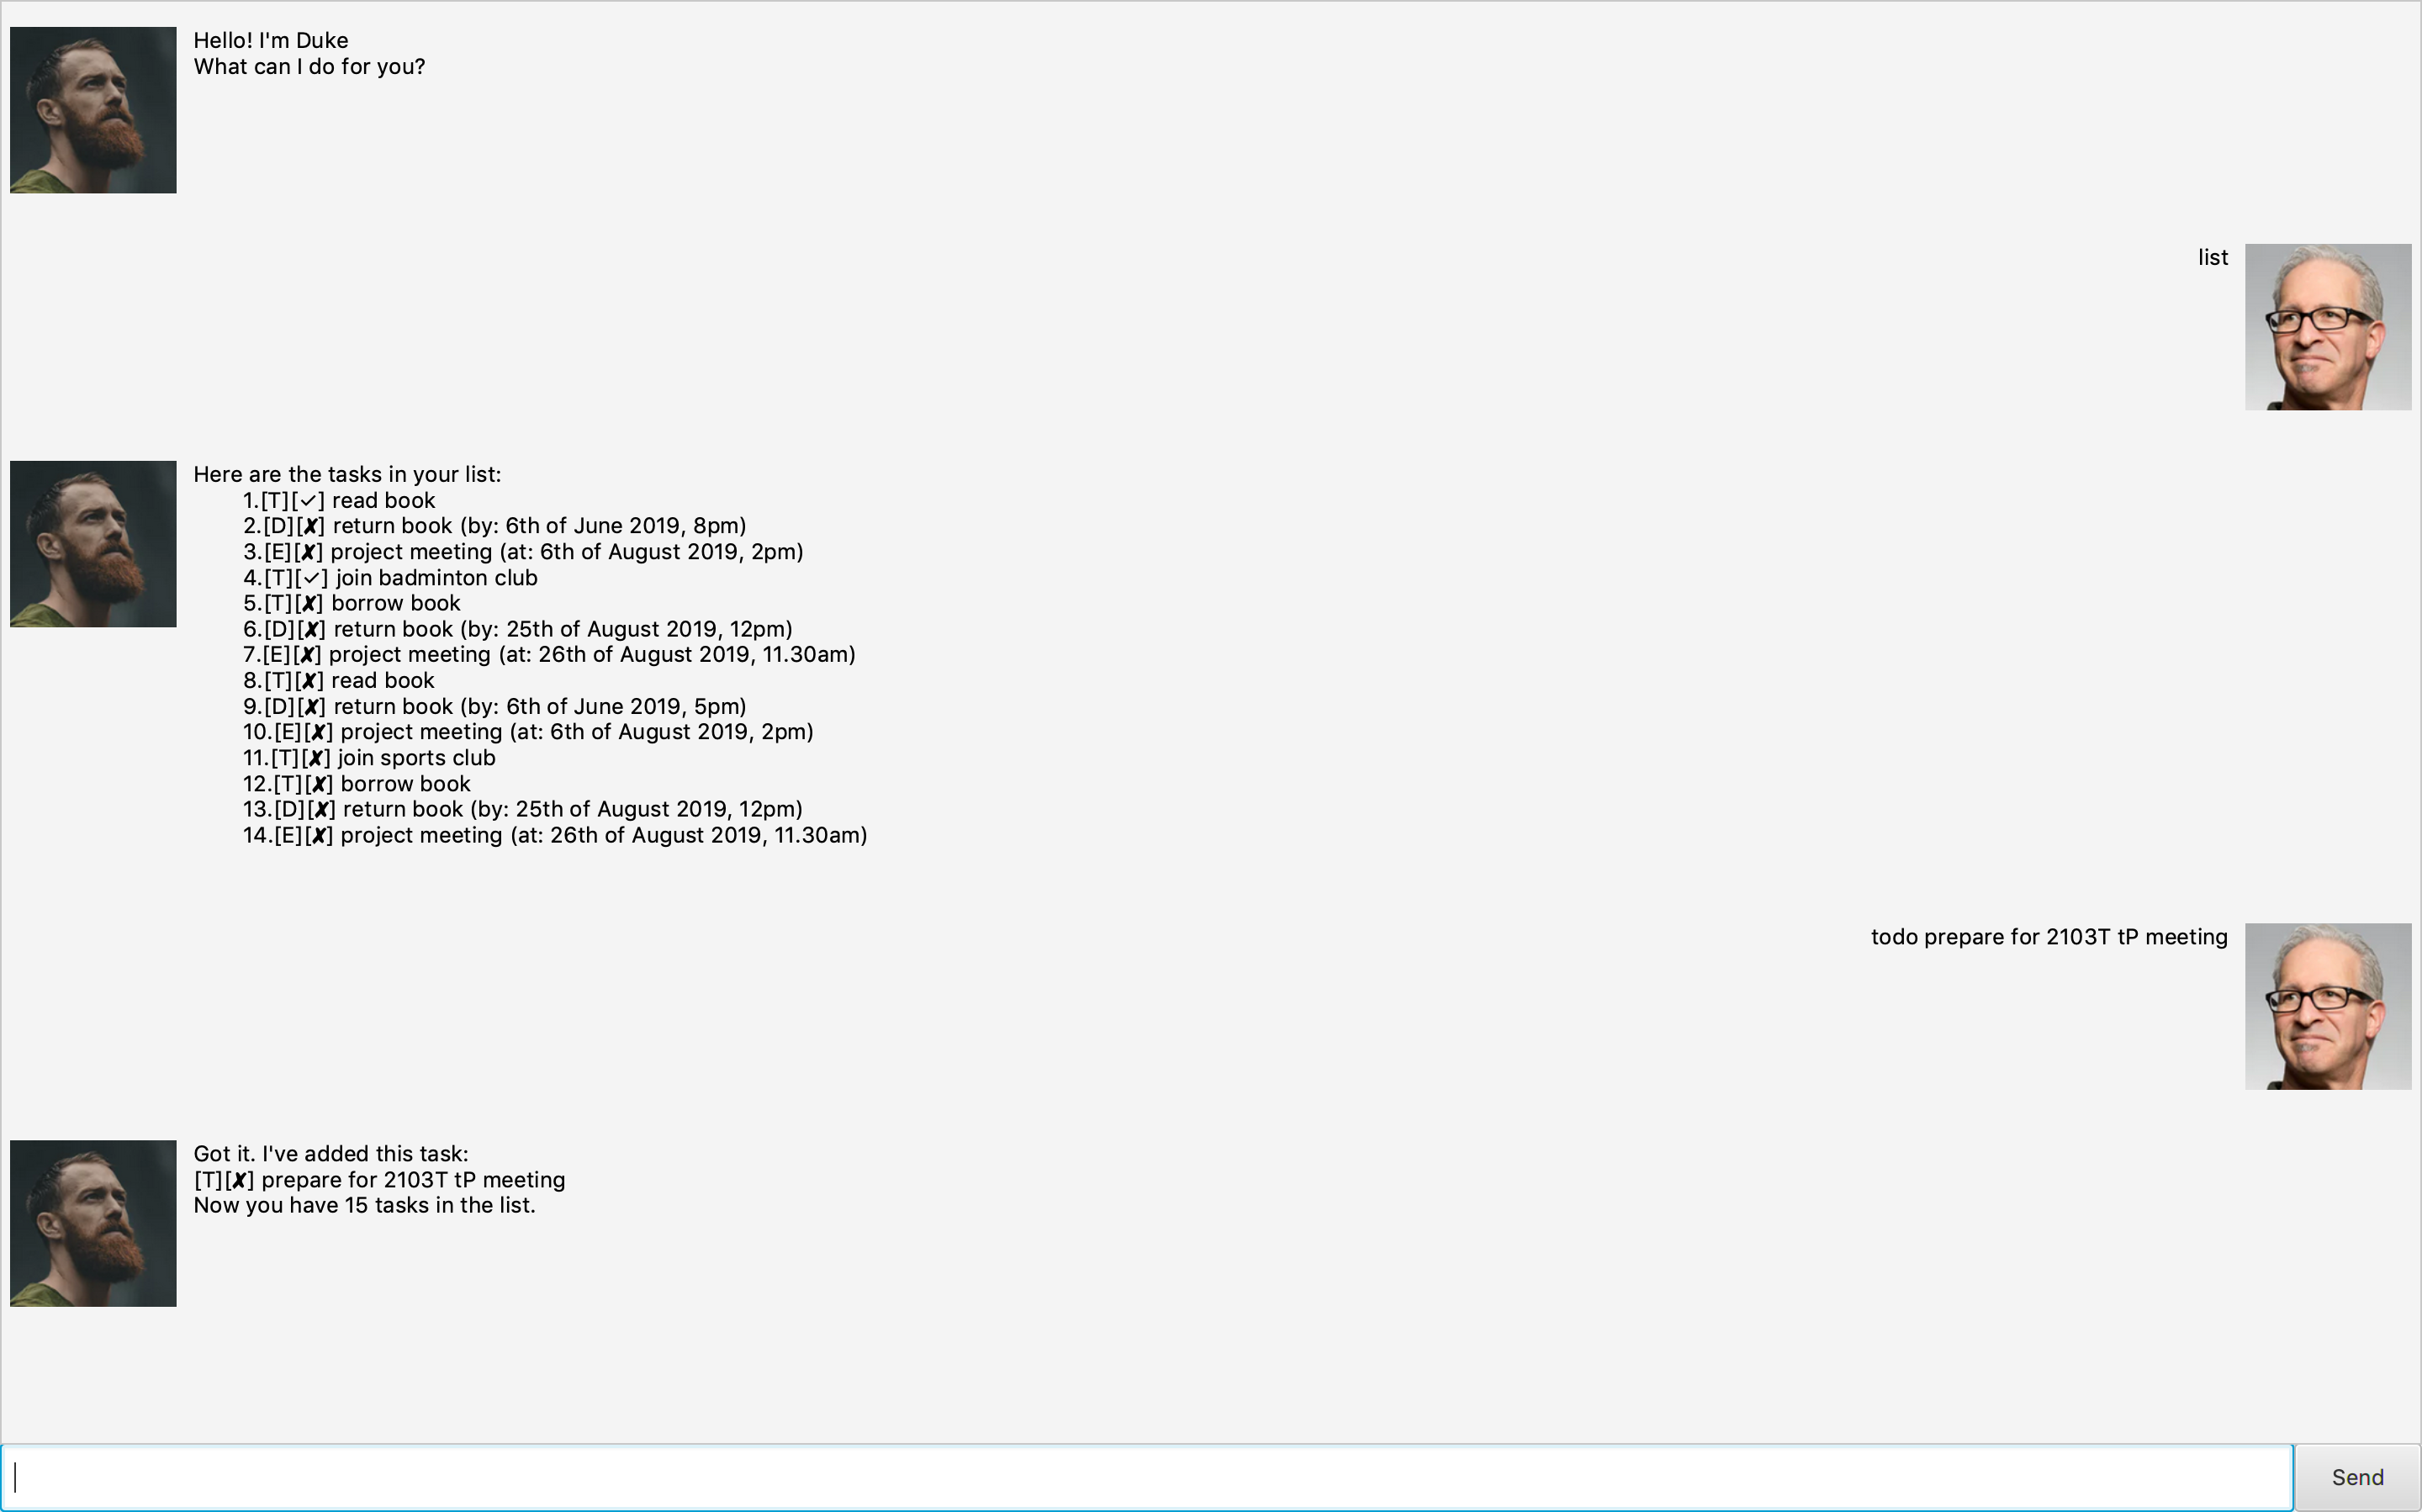 Hello! I'm Duke
What can I do for you?
list
Here are the tasks in your list:
1.[T][✓] read book
2.[D][✘] return book (by: 6th of June 2019, 8pm)
3.[E][✘] project meeting (at: 6th of August 2019, 2pm)
4.[T][✓] join badminton club
5.[T][✘] borrow book
6.[D][✘] return book (by: 25th of August 2019, 12pm)
7.[E][✘] project meeting (at: 26th of August 2019, 11.30am)
8.[T][✘] read book
9.[D][✘] return book (by: 6th of June 2019, 5pm)
10.[E][✘] project meeting (at: 6th of August 2019, 2pm)
11.[T][✘] join sports club
12.[T][✘] borrow book
13.[D][✘] return book (by: 25th of August 2019, 12pm)
14.[E][✘] project meeting (at: 26th of August 2019, 11.30am)
todo prepare for 2103T tP meeting
Got it. I've added this task:
[T][✘] prepare for 2103T tP meeting
Now you have 15 tasks in the list.
Send